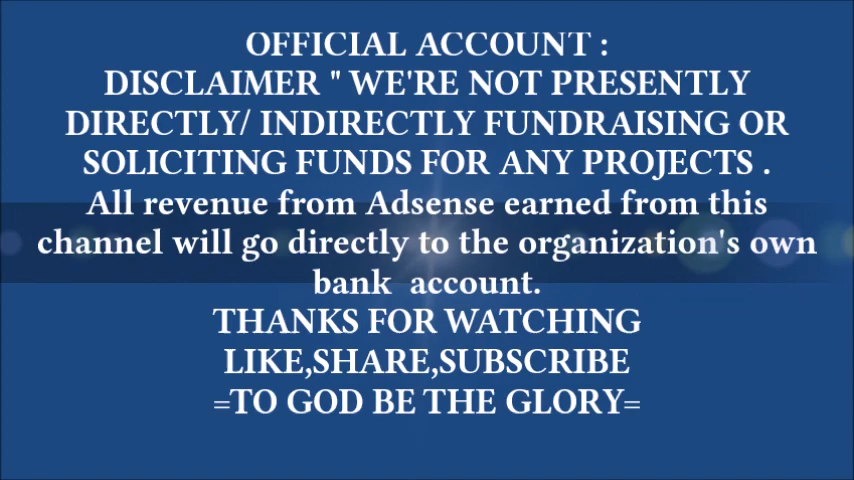 OFFICIAL ACCOUNT :
DISCLAIMER " WE'RE NOT PRESENTLY
DIRECTLY/ INDIRECTLY FUNDRAISING OR
SOLICITING FUNDS FOR ANY PROJECTS .
All revenue from Adsense earned from this
channel will go directly to the organization's own
bank  account.
THANKS FOR WATCHING
LIKE,SHARE,SUBSCRIBE
=TO GOD BE THE GLORY=